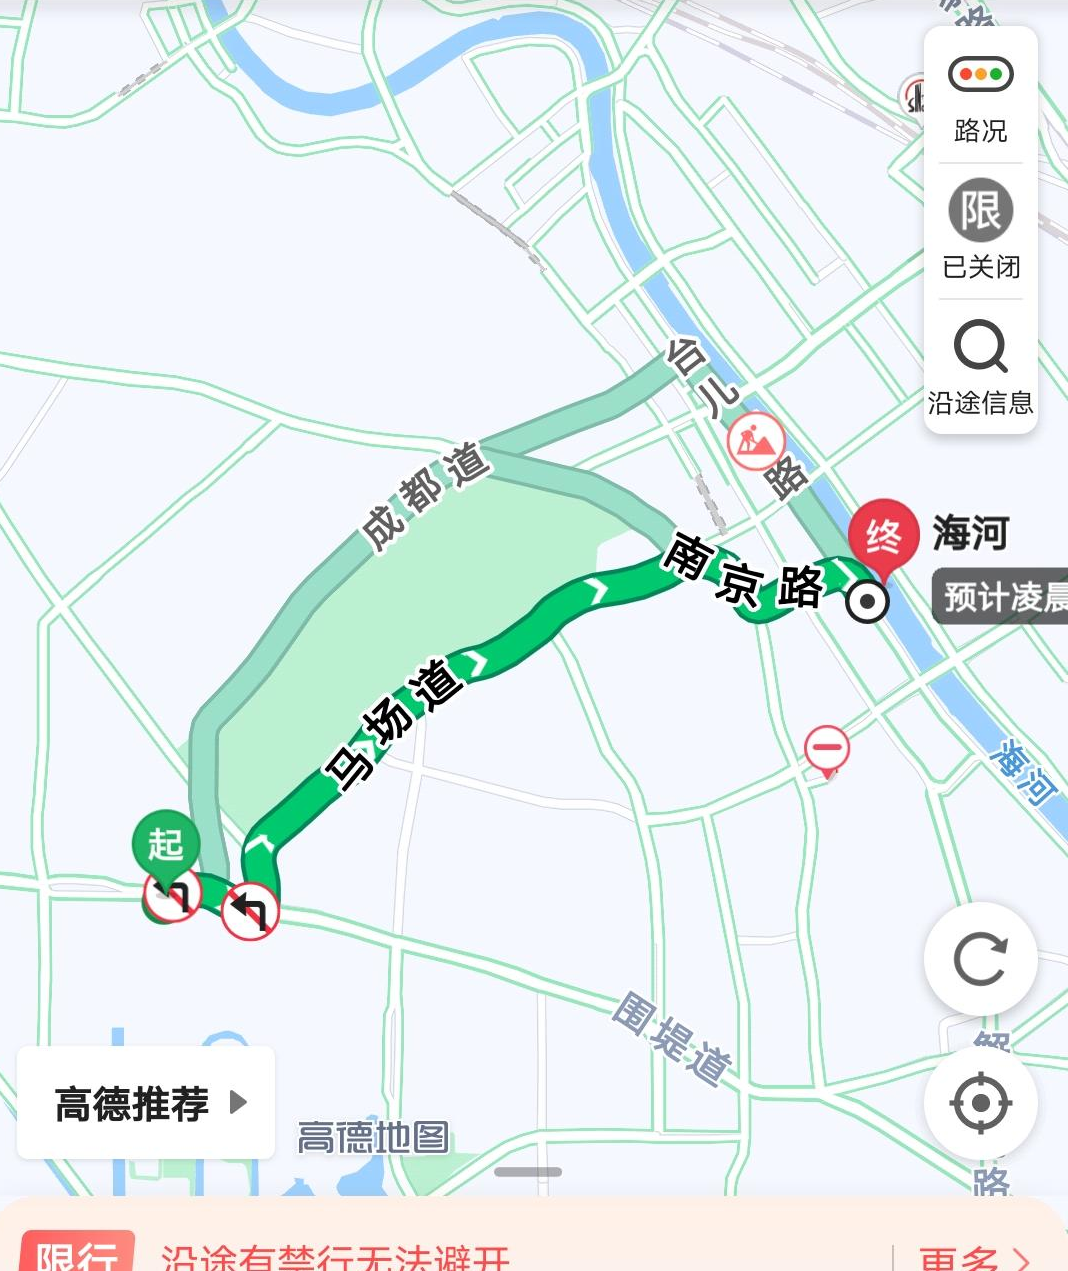 路况
限
已关闭
沿途信息
台儿路
成都道
终
海河
预计凌晨
南京路
马场道
海河
起
围堤道
解
高德推荐
高德地图
路
限行
沿途有禁行无法避开
更多